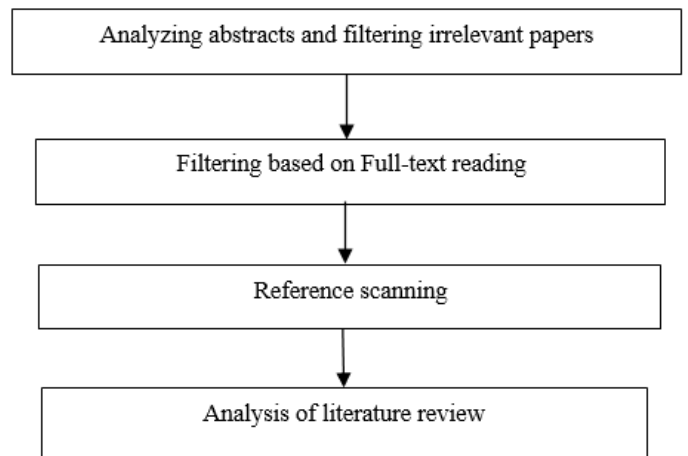 Analyzing abstracts and filtering irrelevant papers
Filtering based on Full-text reading
Reference scanning
Analysis of literature review